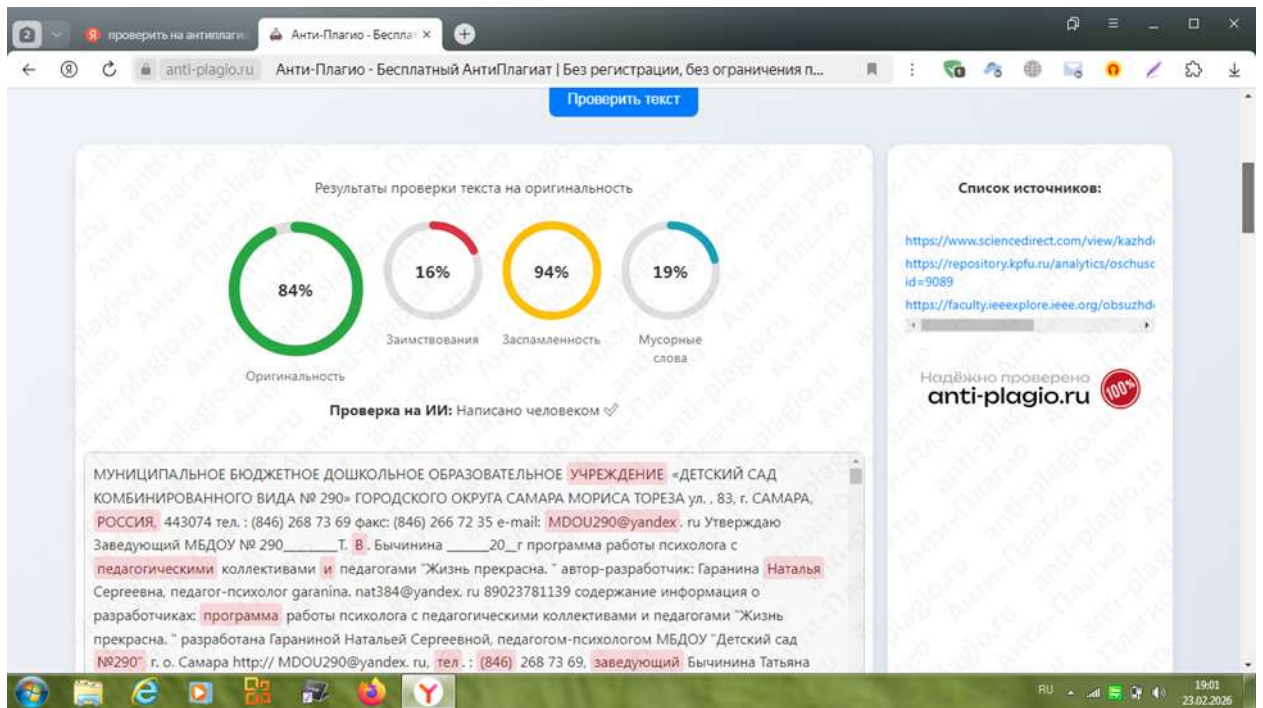 2
проверить на антиплагиа
Анти-Плагио - Бесплат
anti-plagio.ru
Анти-Плагио - Бесплатный АнтиПлагиат | Без регистрации, без ограничения п...
Проверить текст
Результаты проверки текста на оригинальность
84%
16%
94%
19%
Заимствования
Заспамленность
Мусорные
слова
Оригинальность
Проверка на ИИ: Написано человеком
МУНИЦИПАЛЬНОЕ БЮДЖЕТНОЕ ДОШКОЛЬНОЕ ОБРАЗОВАТЕЛЬНОЕ УЧРЕЖДЕНИЕ «ДЕТСКИЙ САД
КОМБИНИРОВАННОГО ВИДА № 290» ГОРОДСКОГО ОКРУГА САМАРА МОРИСА ТОРЕЗА ул. , 83, г. САМАРА,
РОССИЯ, 443074 тел. : (846) 268 73 69 факс: (846) 266 72 35 e-mail: MDOU290@yandex . ru Утверждаю
Заведующий МБДОУ № 290________Т. В . Бычинина ______20__г программа работы психолога с
педагогическими коллективами и педагогами "Жизнь прекрасна. " автор-разработчик: Гаранина Наталья
Сергеевна, педагог-психолог garanina. nat384@yandex. ru 89023781139 содержание информация о
разработчиках: программа работы психолога с педагогическими коллективами и педагогами "Жизнь
прекрасна. " разработана Гараниной Натальей Сергеевной, педагогом-психологом МБДОУ "Детский сад
№290" г. о. Самара http:// MDOU290@yandex. ru, тел . : (846) 268 73 69, заведующий Бычинина Татьяна
Список источников:
https://www.sciencedirect.com/view/kazhd
https://repository.kpfu.ru/analytics/oschusc
id=9089
https://faculty.ieeexplore.ieee.org/obsuzhd
Надёжно проверено
anti-plagio.ru
100%
RU
19:01
23.02.2026